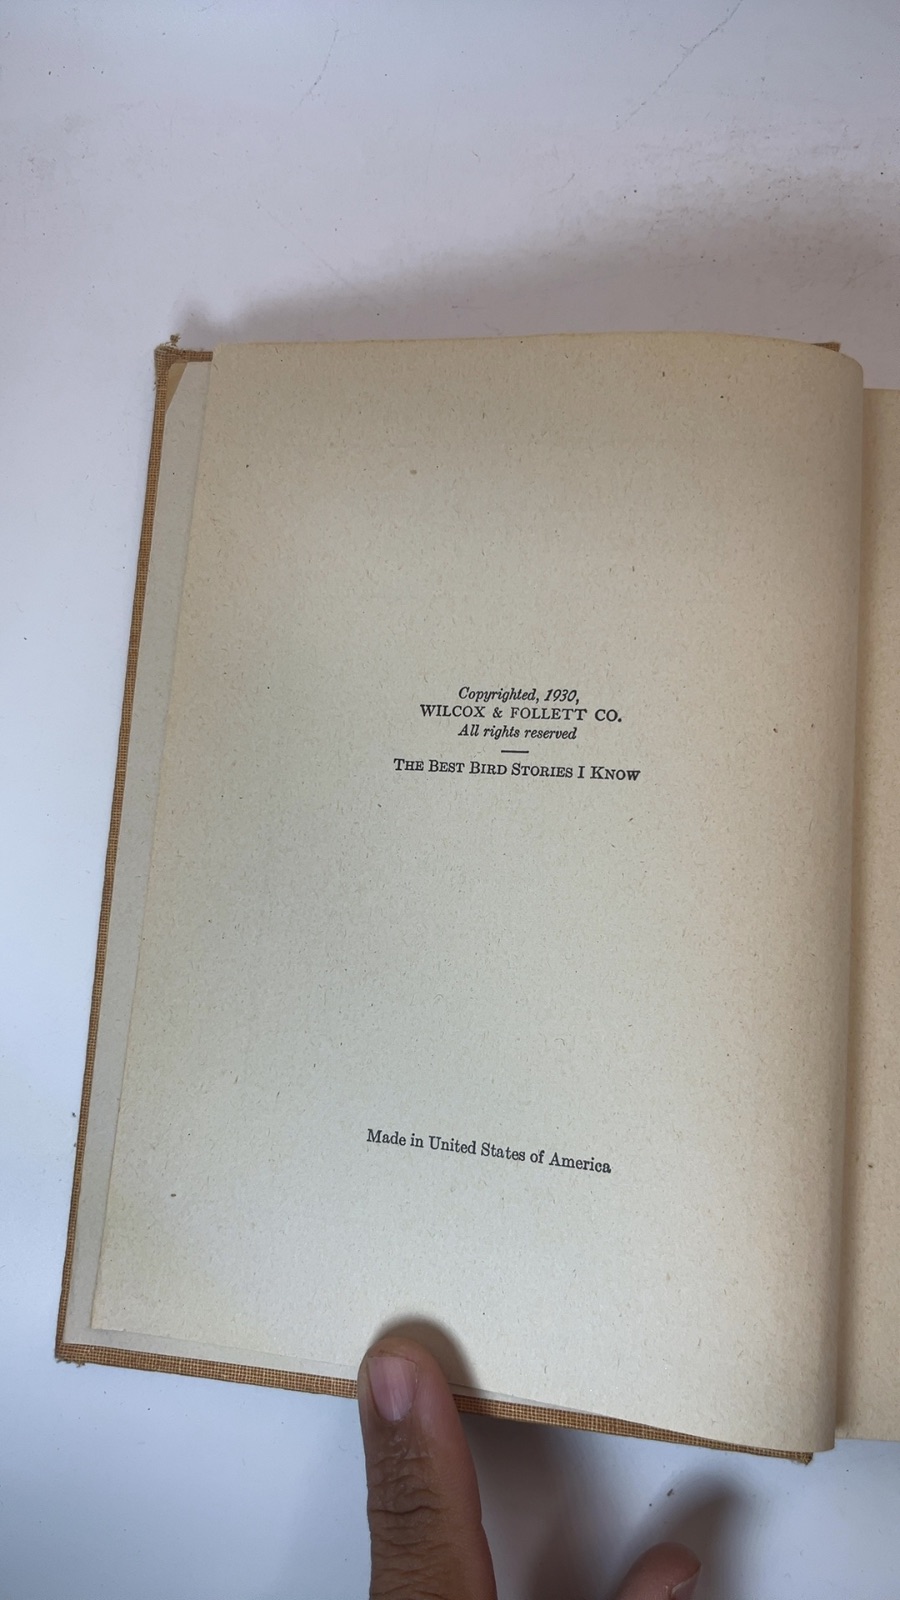 Copyrighted, 1930,
WILCOX & FOLLETT CO.
All rights reserved
THE BEST BIRD STORIES I KNOW
Made in United States of America